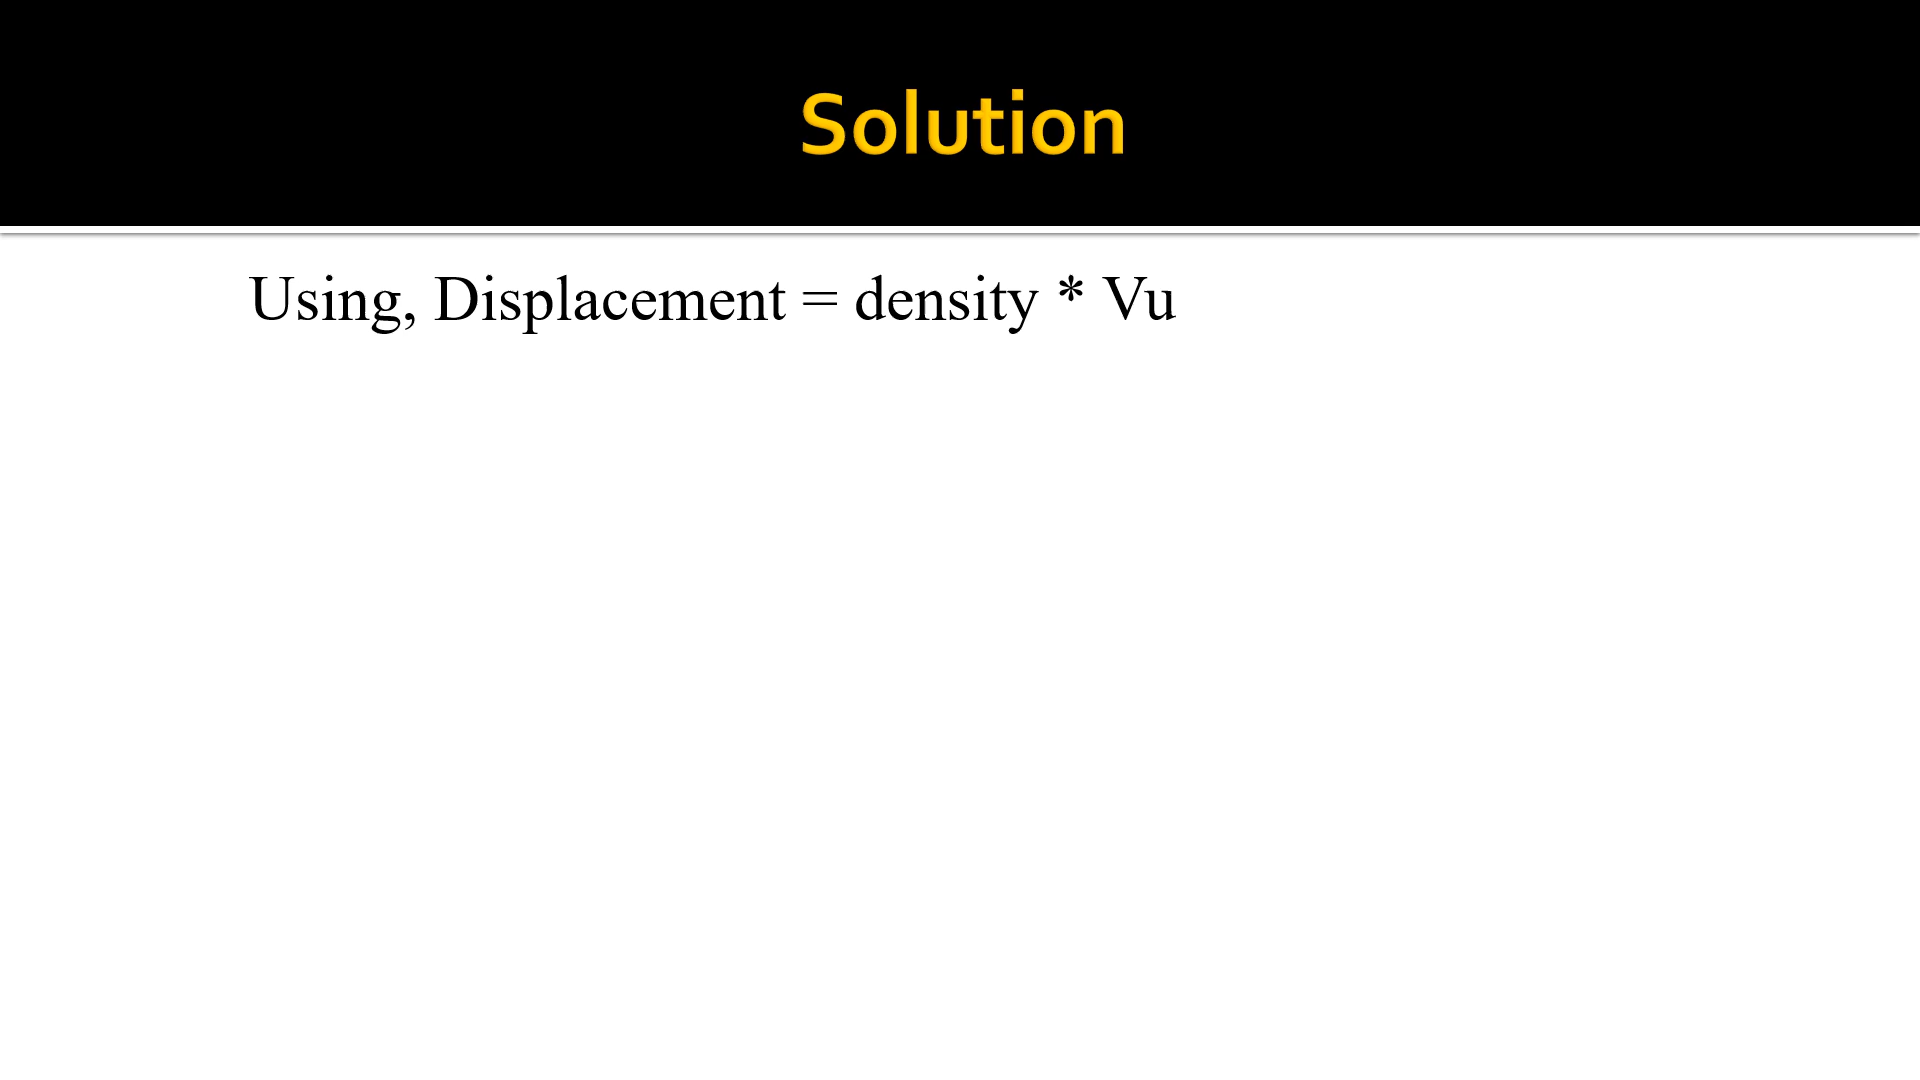 Solution
Using, Displacement = density * Vu